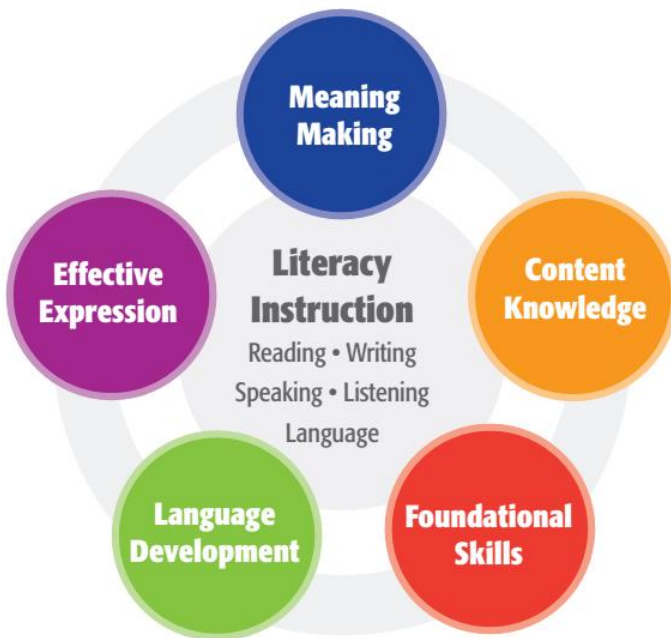 Meaning
Making
Effective
Expression
Literacy
Instruction
Reading • Writing
Speaking • Listening
Language
Content
Knowledge
Language
Development
Foundational
Skills